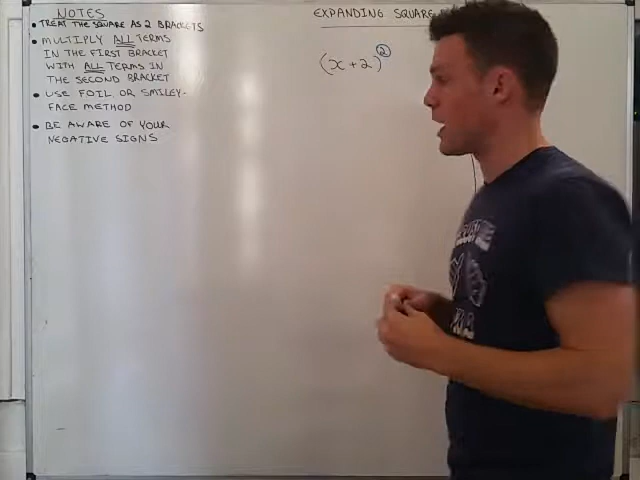 NOTES
• TREAT THE SQUARE AS 2 BRACKETS
• MULTIPLY ALL TERMS
IN THE FIRST BRACKET
WITH ALL TERMS IN
THE SECOND BRACKET
• USE FOIL OR SMILEY-
FACE METHOD
• BE AWARE OF YOUR
NEGATIVE SIGNS
EXPANDING SQUARE
(x+2)²